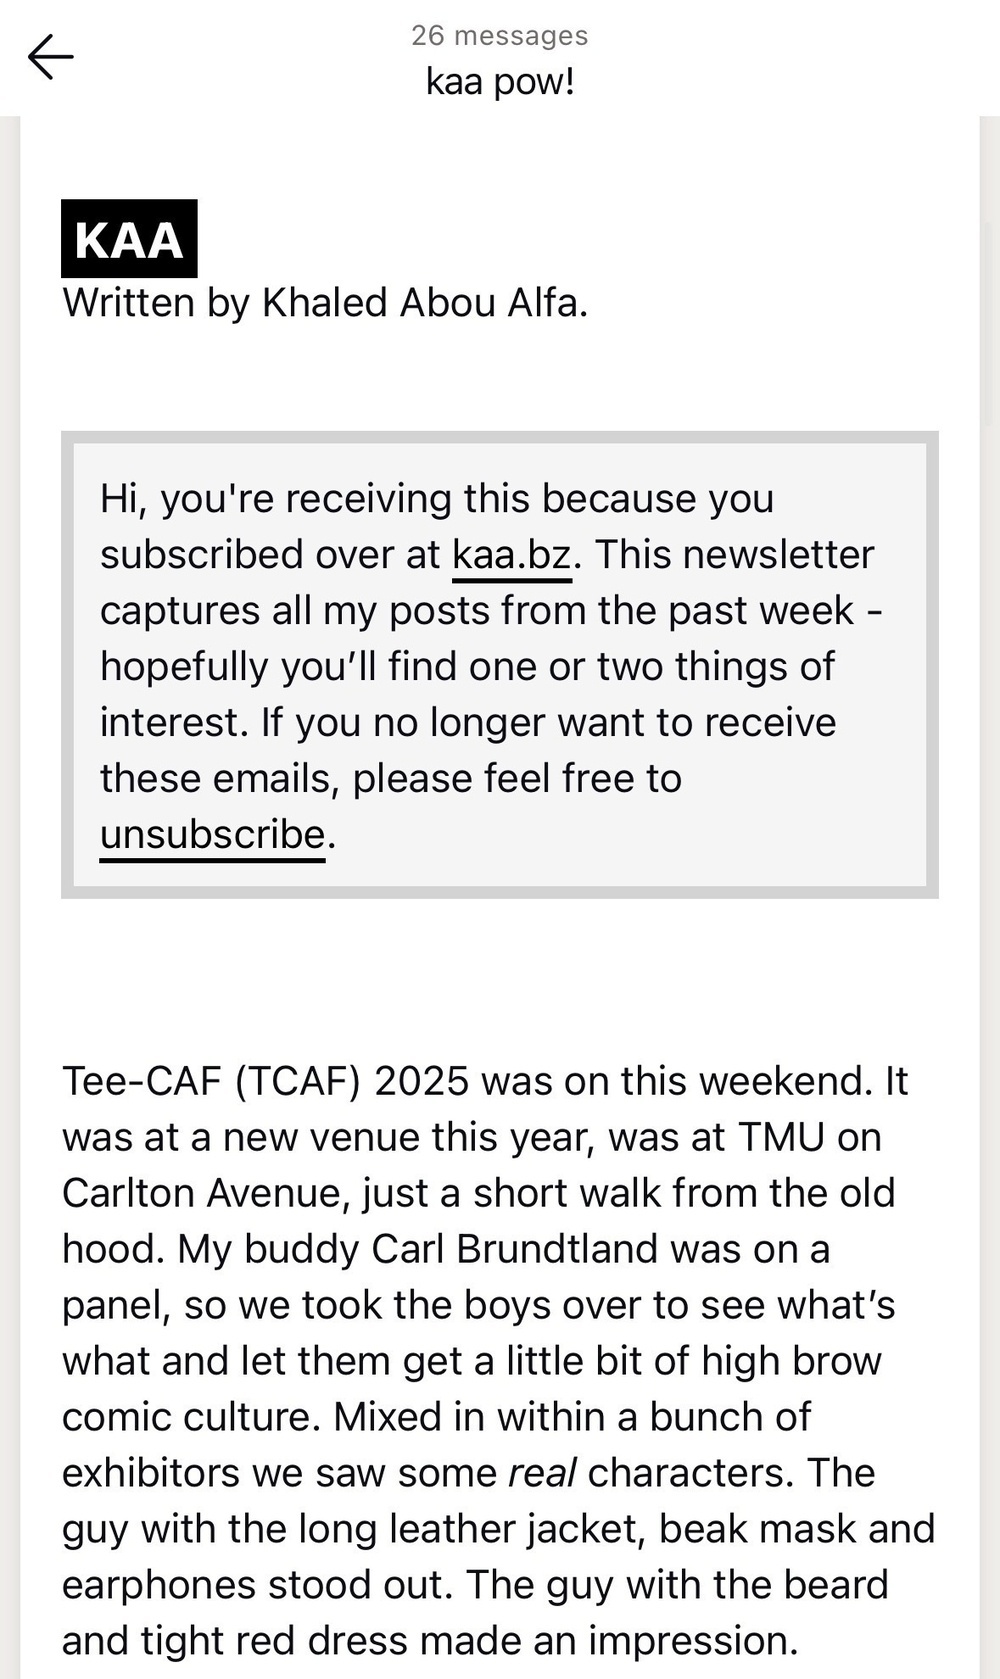 26 messages
kaa pow!
KAA
Written by Khaled Abou Alfa.
Hi, you're receiving this because you
subscribed over at kaa.bz. This newsletter
captures all my posts from the past week -
hopefully you’ll find one or two things of
interest. If you no longer want to receive
these emails, please feel free to
unsubscribe.
Tee-CAF (TCAF) 2025 was on this weekend. It
was at a new venue this year, was at TMU on
Carlton Avenue, just a short walk from the old
hood. My buddy Carl Brundtland was on a
panel, so we took the boys over to see what’s
what and let them get a little bit of high brow
comic culture. Mixed in within a bunch of
exhibitors we saw some real characters. The
guy with the long leather jacket, beak mask and
earphones stood out. The guy with the beard
and tight red dress made an impression.